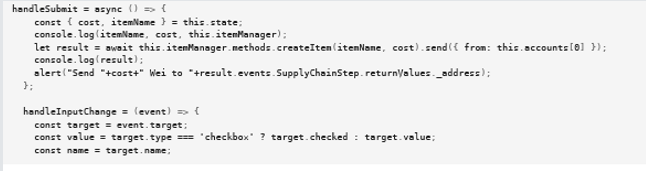 handleSubmit = async () => {
const { cost, itemName } = this.state;
console.log(itemName, cost, this.itemManager);
let result = await this.itemManager.methods.createItem(itemName, cost).send({ from: this.accounts[0] });
console.log(result);
alert("Send "+cost+" Wei to "+result.events.SupplyChainStep.returnValues._address);
};
handleInputChange = (event) => {
const target = event.target;
const value = target.type === 'checkbox' ? target.checked : target.value;
const name = target.name;